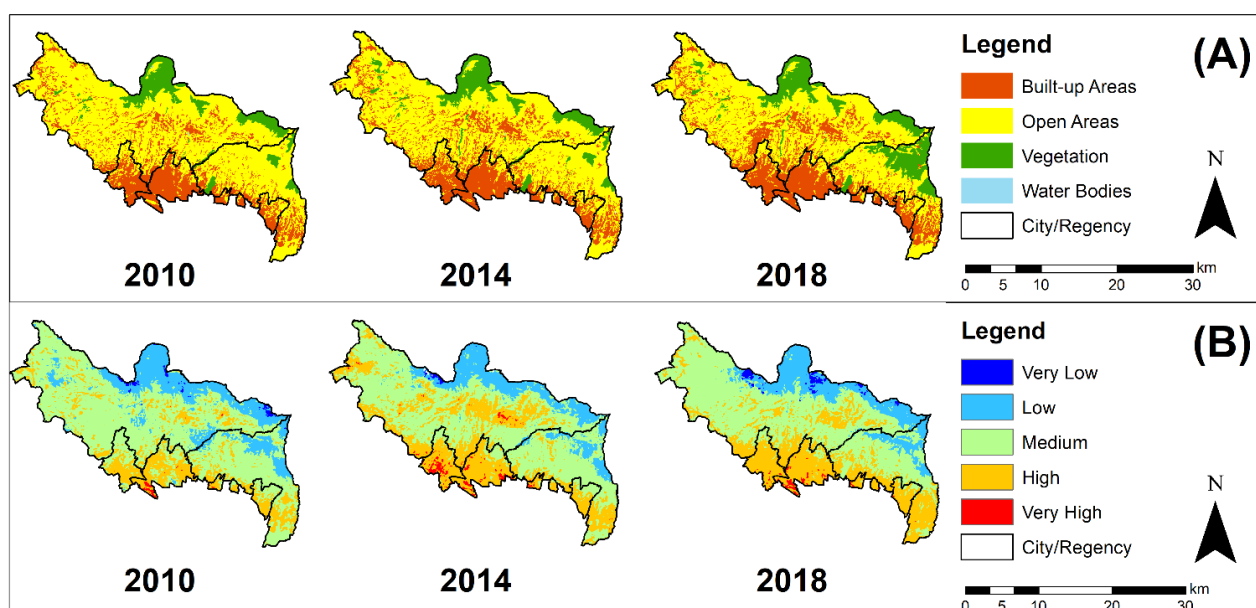 Legend
(A)
Built-up Areas
Open Areas
Vegetation
Water Bodies
City/Regency
N
km
0 5 10 20 30
2010 2014 2018
Legend
(B)
Very Low
Low
Medium
High
Very High
City/Regency
N
km
0 5 10 20 30
2010 2014 2018